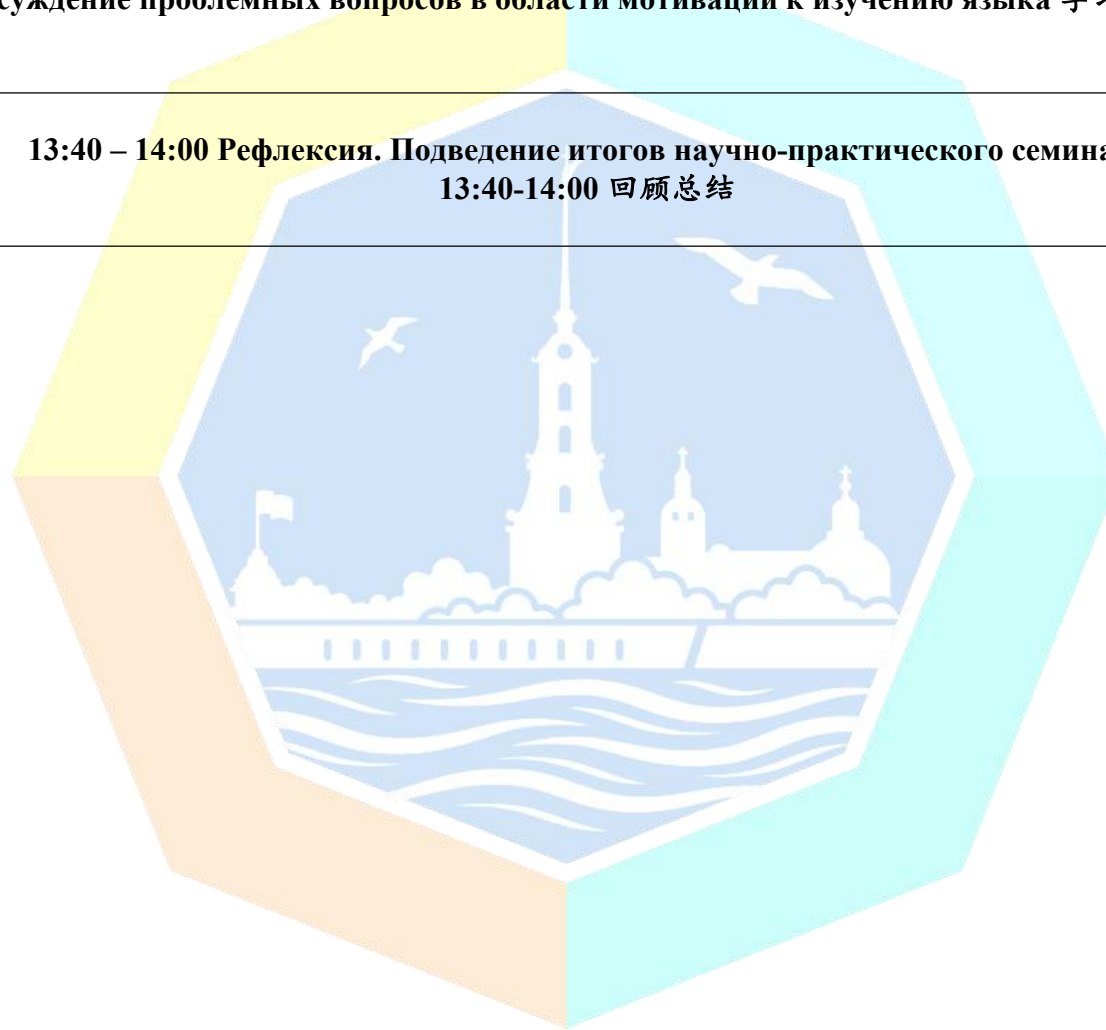 суждение проблемных вопросов в области мотивации к изучению языка 学
13:40 – 14:00 Рефлексия. Подведение итогов научно-практического семина
13:40-14:00 回顾总结